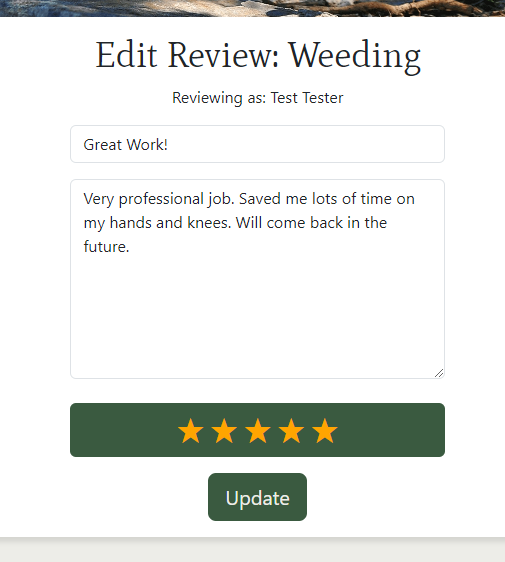 Edit Review: Weeding
Reviewing as: Test Tester
Great Work!
Very professional job. Saved me lots of time on
my hands and knees. Will come back in the
future.
Update